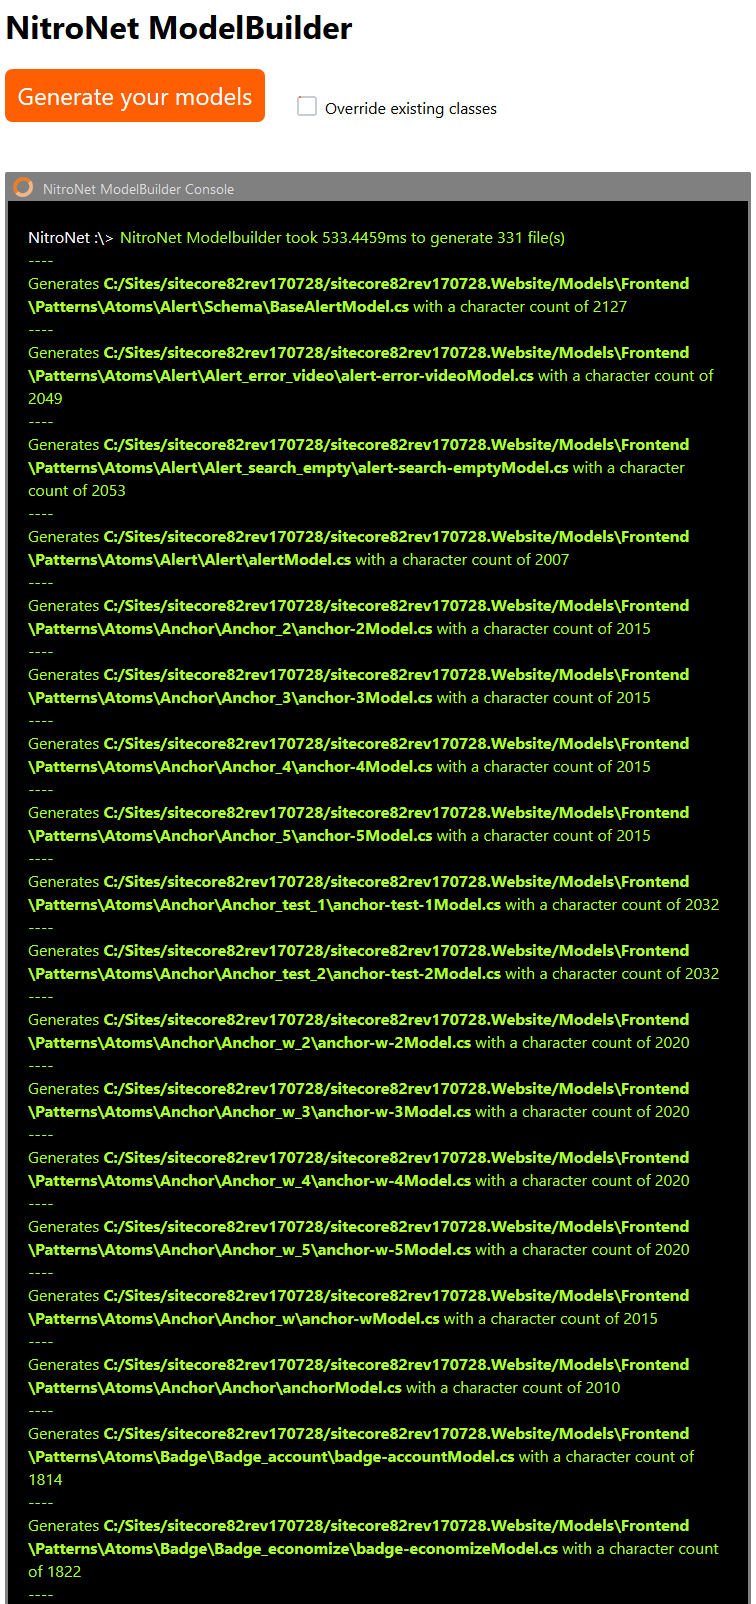 NitroNet ModelBuilder
Generate your models
Override existing classes
NitroNet ModelBuilder Console
NitroNet :\> NitroNet Modelbuilder took 533.4459ms to generate 331 file(s)
----
Generates C:/Sites/sitecore82rev170728/sitecore82rev170728.Website/Models\Frontend
\Patterns\Atoms\Alert\Schema\BaseAlertModel.cs with a character count of 2127
----
Generates C:/Sites/sitecore82rev170728/sitecore82rev170728.Website/Models\Frontend
\Patterns\Atoms\Alert\Alert_error_video\alert-error-videoModel.cs with a character count of
2049
----
Generates C:/Sites/sitecore82rev170728/sitecore82rev170728.Website/Models\Frontend
\Patterns\Atoms\Alert\Alert_search_empty\alert-search-emptyModel.cs with a character
count of 2053
----
Generates C:/Sites/sitecore82rev170728/sitecore82rev170728.Website/Models\Frontend
\Patterns\Atoms\Alert\Alert\alertModel.cs with a character count of 2007
----
Generates C:/Sites/sitecore82rev170728/sitecore82rev170728.Website/Models\Frontend
\Patterns\Atoms\Anchor\Anchor_2\anchor-2Model.cs with a character count of 2015
----
Generates C:/Sites/sitecore82rev170728/sitecore82rev170728.Website/Models\Frontend
\Patterns\Atoms\Anchor\Anchor_3\anchor-3Model.cs with a character count of 2015
----
Generates C:/Sites/sitecore82rev170728/sitecore82rev170728.Website/Models\Frontend
\Patterns\Atoms\Anchor\Anchor_4\anchor-4Model.cs with a character count of 2015
----
Generates C:/Sites/sitecore82rev170728/sitecore82rev170728.Website/Models\Frontend
\Patterns\Atoms\Anchor\Anchor_5\anchor-5Model.cs with a character count of 2015
----
Generates C:/Sites/sitecore82rev170728/sitecore82rev170728.Website/Models\Frontend
\Patterns\Atoms\Anchor\Anchor_test_1\anchor-test-1Model.cs with a character count of 2032
----
Generates C:/Sites/sitecore82rev170728/sitecore82rev170728.Website/Models\Frontend
\Patterns\Atoms\Anchor\Anchor_test_2\anchor-test-2Model.cs with a character count of 2032
----
Generates C:/Sites/sitecore82rev170728/sitecore82rev170728.Website/Models\Frontend
\Patterns\Atoms\Anchor\Anchor_w_2\anchor-w-2Model.cs with a character count of 2020
----
Generates C:/Sites/sitecore82rev170728/sitecore82rev170728.Website/Models\Frontend
\Patterns\Atoms\Anchor\Anchor_w_3\anchor-w-3Model.cs with a character count of 2020
----
Generates C:/Sites/sitecore82rev170728/sitecore82rev170728.Website/Models\Frontend
\Patterns\Atoms\Anchor\Anchor_w_4\anchor-w-4Model.cs with a character count of 2020
----
Generates C:/Sites/sitecore82rev170728/sitecore82rev170728.Website/Models\Frontend
\Patterns\Atoms\Anchor\Anchor_w_5\anchor-w-5Model.cs with a character count of 2020
----
Generates C:/Sites/sitecore82rev170728/sitecore82rev170728.Website/Models\Frontend
\Patterns\Atoms\Anchor\Anchor_w\anchor-wModel.cs with a character count of 2015
----
Generates C:/Sites/sitecore82rev170728/sitecore82rev170728.Website/Models\Frontend
\Patterns\Atoms\Anchor\Anchor\anchorModel.cs with a character count of 2010
----
Generates C:/Sites/sitecore82rev170728/sitecore82rev170728.Website/Models\Frontend
\Patterns\Atoms\Badge\Badge_account\badge-accountModel.cs with a character count of
1814
----
Generates C:/Sites/sitecore82rev170728/sitecore82rev170728.Website/Models\Frontend
\Patterns\Atoms\Badge\Badge_economize\badge-economizeModel.cs with a character count
of 1822
----